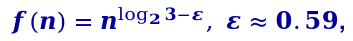 f(n) = n^{log_2 3−ε}, ε ≈ 0.59,